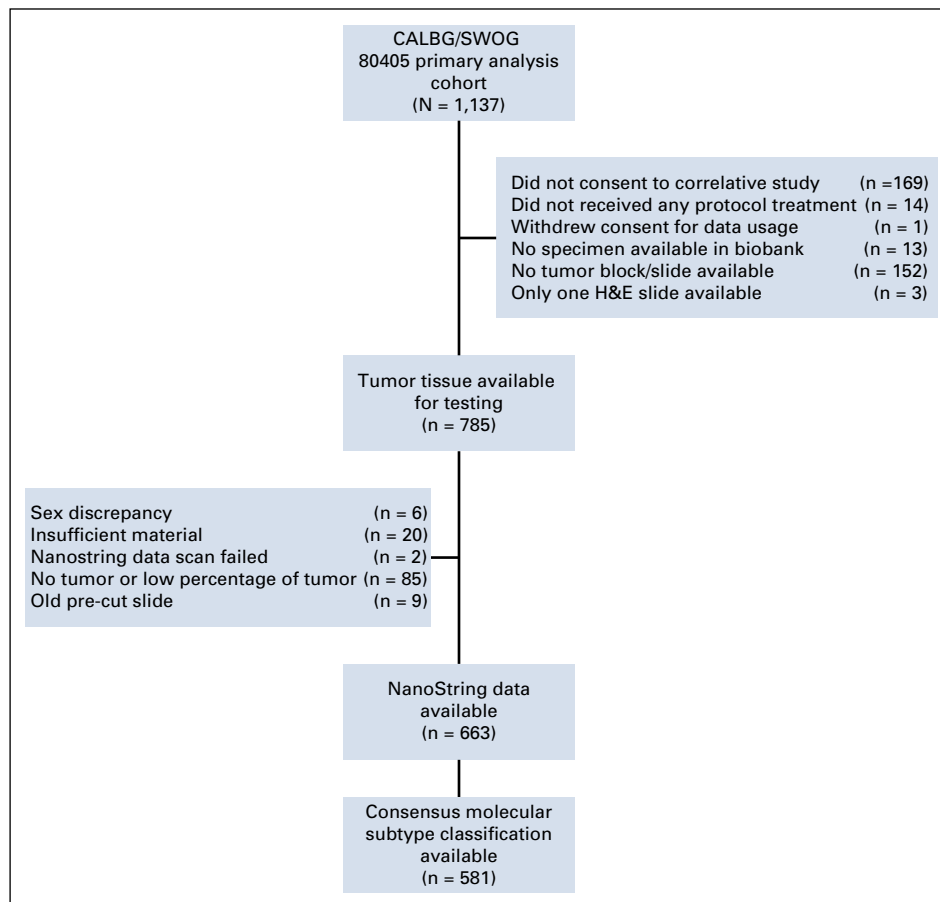 CALBG/SWOG
80405 primary analysis
cohort
(N = 1,137)
Did not consent to correlative study (n =169)
Did not received any protocol treatment (n = 14)
Withdrew consent for data usage (n = 1)
No specimen available in biobank (n = 13)
No tumor block/slide available (n = 152)
Only one H&E slide available (n = 3)
Tumor tissue available
for testing
(n = 785)
Sex discrepancy (n = 6)
Insufficient material (n = 20)
Nanostring data scan failed (n = 2)
No tumor or low percentage of tumor (n = 85)
Old pre-cut slide (n = 9)
NanoString data
available
(n = 663)
Consensus molecular
subtype classification
available
(n = 581)